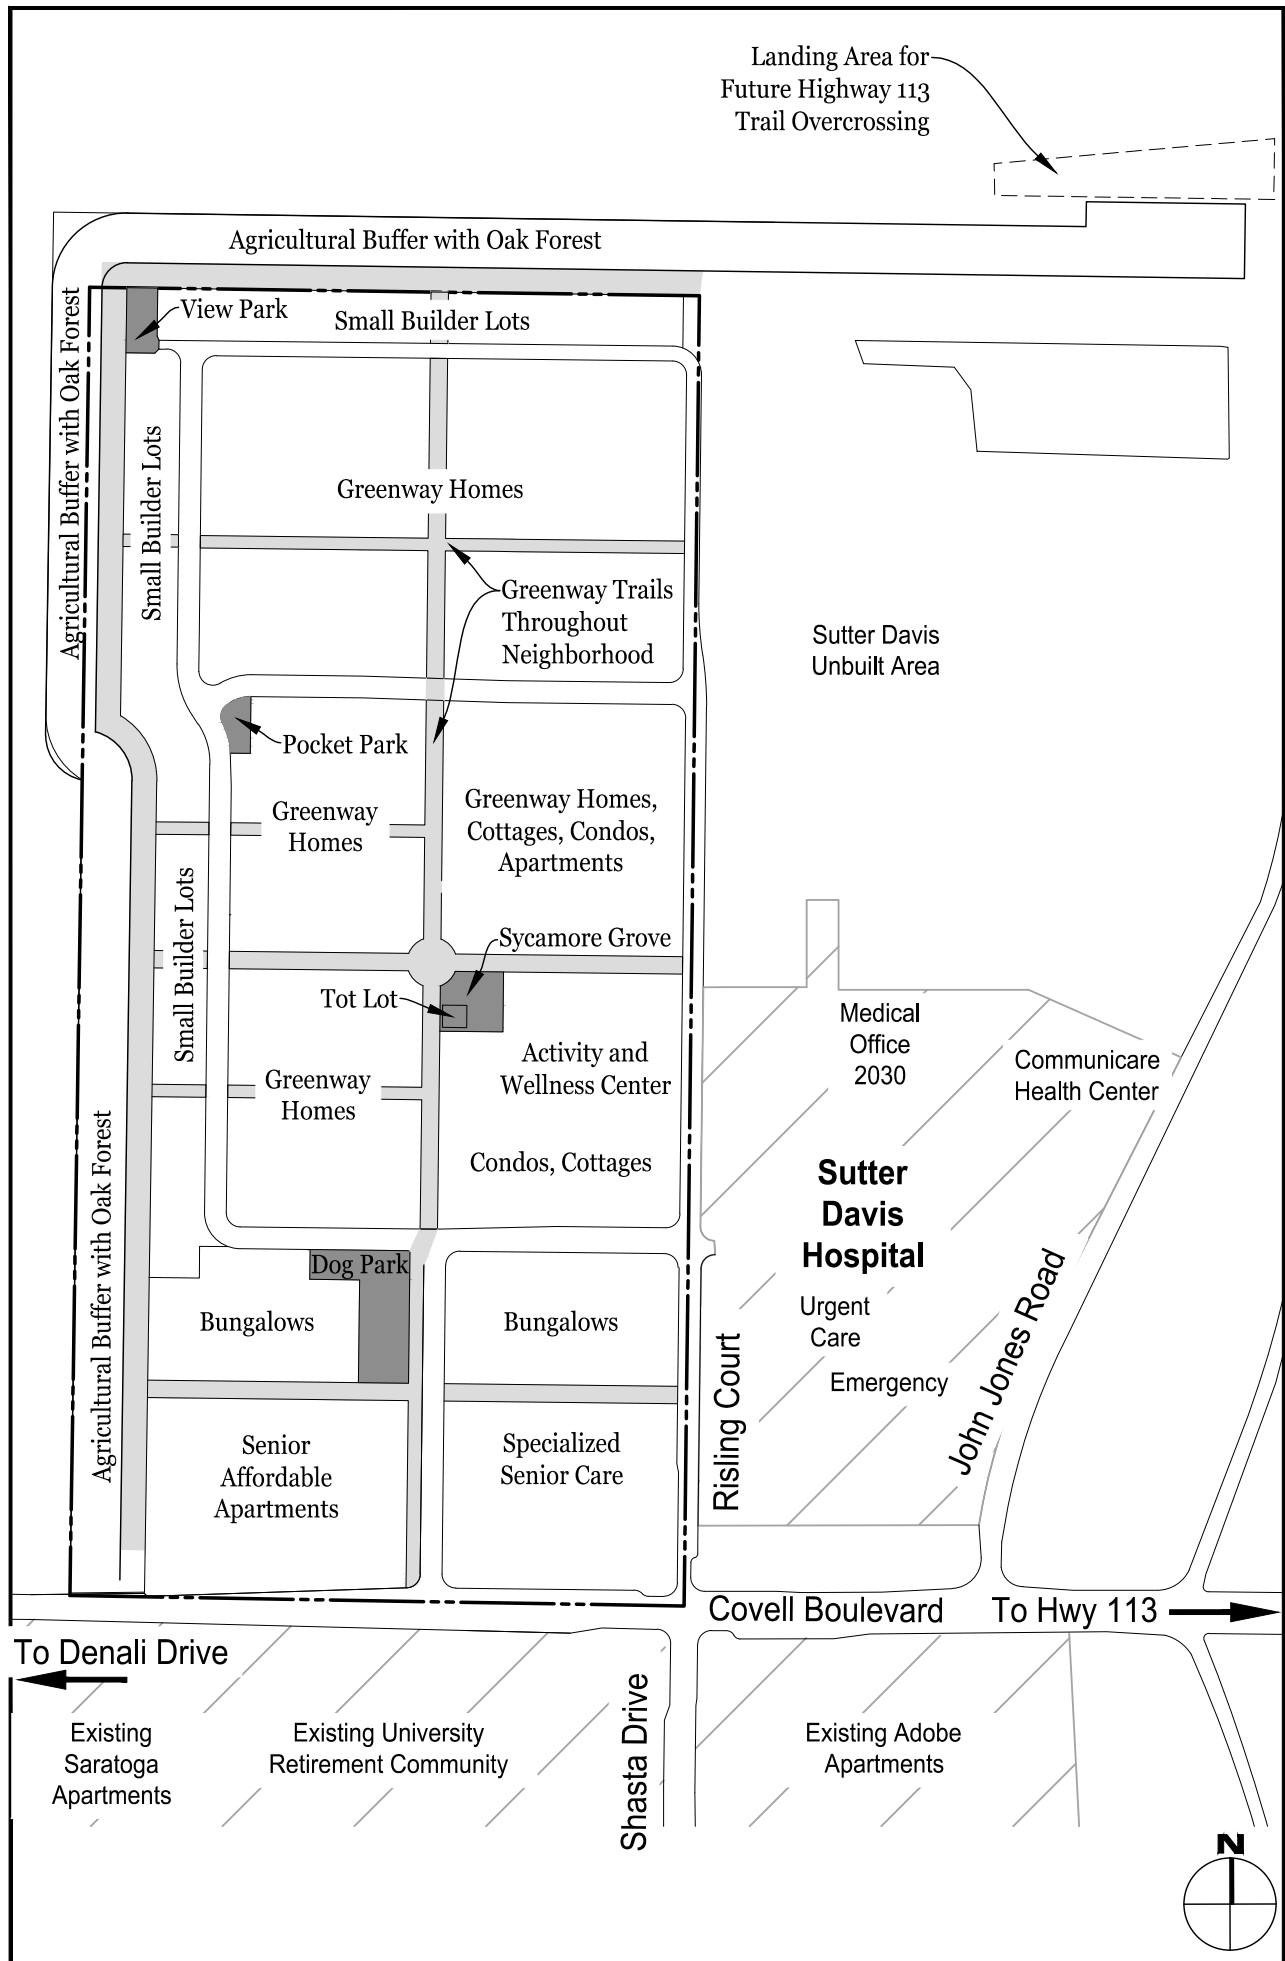 Landing Area for
Future Highway 113
Trail Overcrossing
Agricultural Buffer with Oak Forest
Agricultural Buffer with Oak Forest
View Park
Small Builder Lots
Small Builder Lots
Greenway Homes
Greenway Trails
Throughout
Neighborhood
Sutter Davis
Unbuilt Area
Pocket Park
Greenway
Homes
Greenway Homes,
Cottages, Condos,
Apartments
Small Builder Lots
Sycamore Grove
Tot Lot
Activity and
Wellness Center
Greenway
Homes
Condos, Cottages
Medical
Office
2030
Communicare
Health Center
Sutter
Davis
Hospital
Urgent
Care
Emergency
John Jones Road
Risling Court
Agricultural Buffer with Oak Forest
Dog Park
Bungalows
Bungalows
Senior
Affordable
Apartments
Specialized
Senior Care
Covell Boulevard
To Hwy 113
To Denali Drive
Existing
Saratoga
Apartments
Existing University
Retirement Community
Shasta Drive
Existing Adobe
Apartments
N